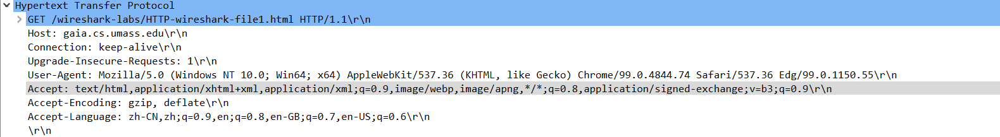 Hypertext Transfer Protocol
GET /wireshark-labs/HTTP-wireshark-file1.html HTTP/1.1\r\n
Host: gaia.cs.umass.edu\r\n
Connection: keep-alive\r\n
Upgrade-Insecure-Requests: 1\r\n
User-Agent: Mozilla/5.0 (Windows NT 10.0; Win64; x64) AppleWebKit/537.36 (KHTML, like Gecko) Chrome/99.0.4844.74 Safari/537.36 Edg/99.0.1150.55\r\n
Accept: text/html,application/xhtml+xml,application/xml;q=0.9,image/webp,image/apng,*/*;q=0.8,application/signed-exchange;v=b3;q=0.9\r\n
Accept-Encoding: gzip, deflate\r\n
Accept-Language: zh-CN,zh;q=0.9,en;q=0.8,en-GB;q=0.7,en-US;q=0.6\r\n
\r\n